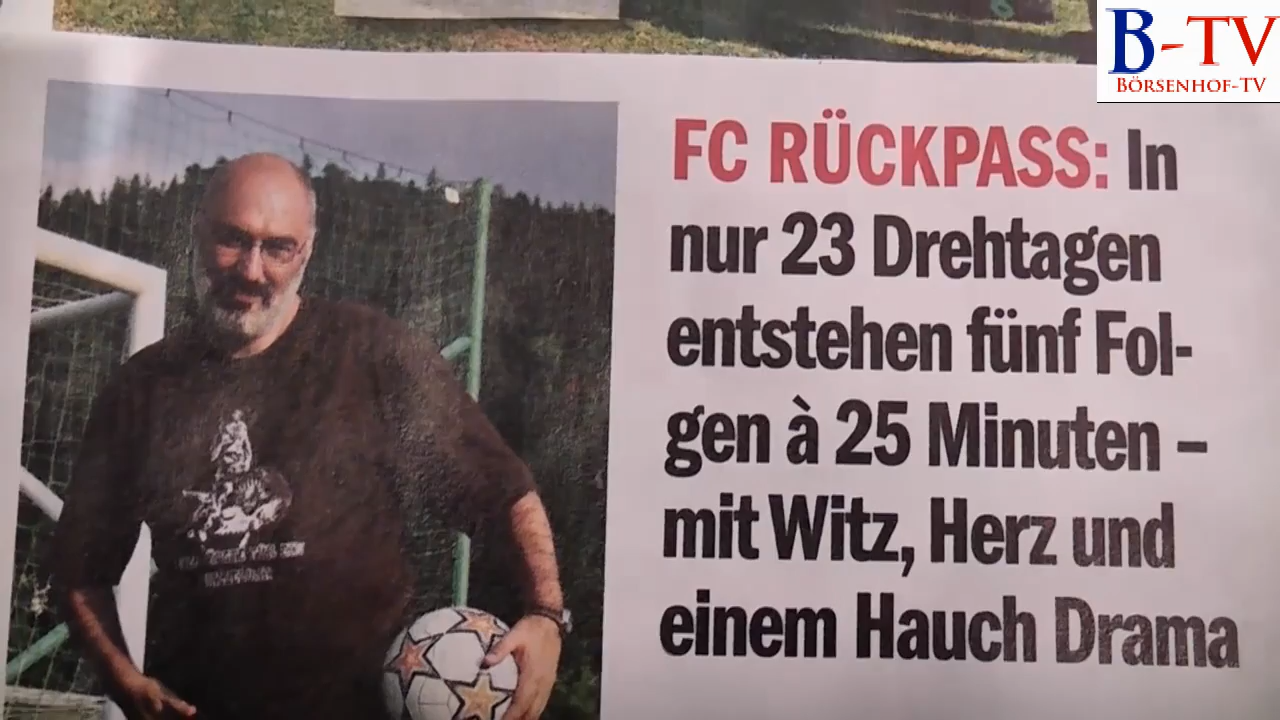 B-TV
BÖRSENHOF-TV
FC RÜCKPASS: In
nur 23 Drehtagen
entstehen fünf Fol-
gen à 25 Minuten –
mit Witz, Herz und
einem Hauch Drama